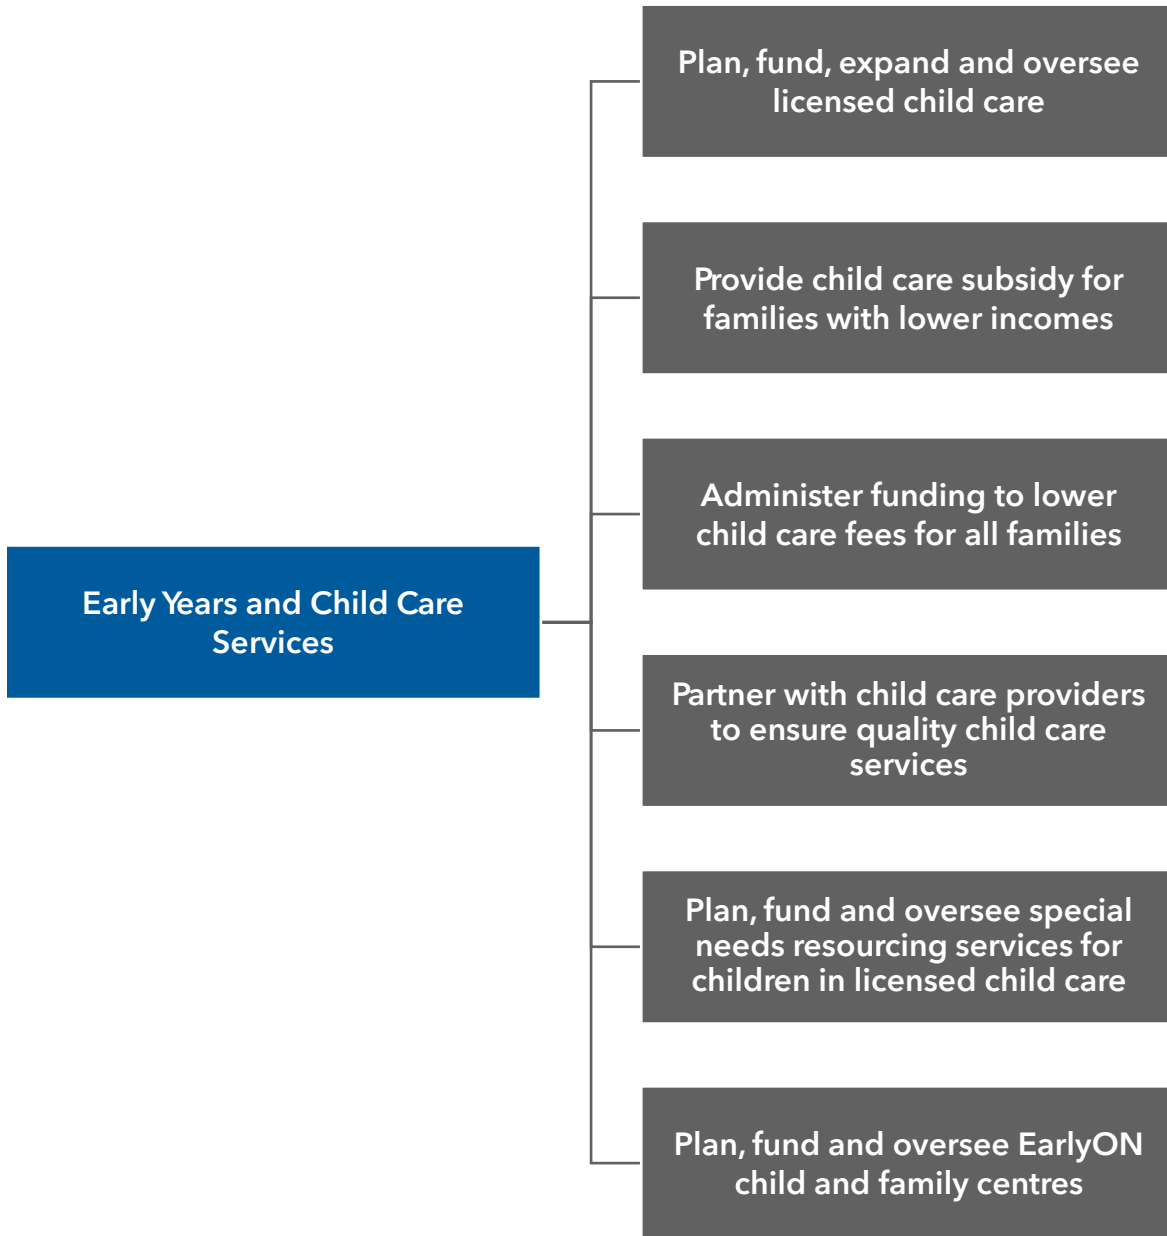 Plan, fund, expand and oversee
licensed child care
Provide child care subsidy for
families with lower incomes
Administer funding to lower
child care fees for all families
Early Years and Child Care
Services
Partner with child care providers
to ensure quality child care
services
Plan, fund and oversee special
needs resourcing services for
children in licensed child care
Plan, fund and oversee EarlyON
child and family centres